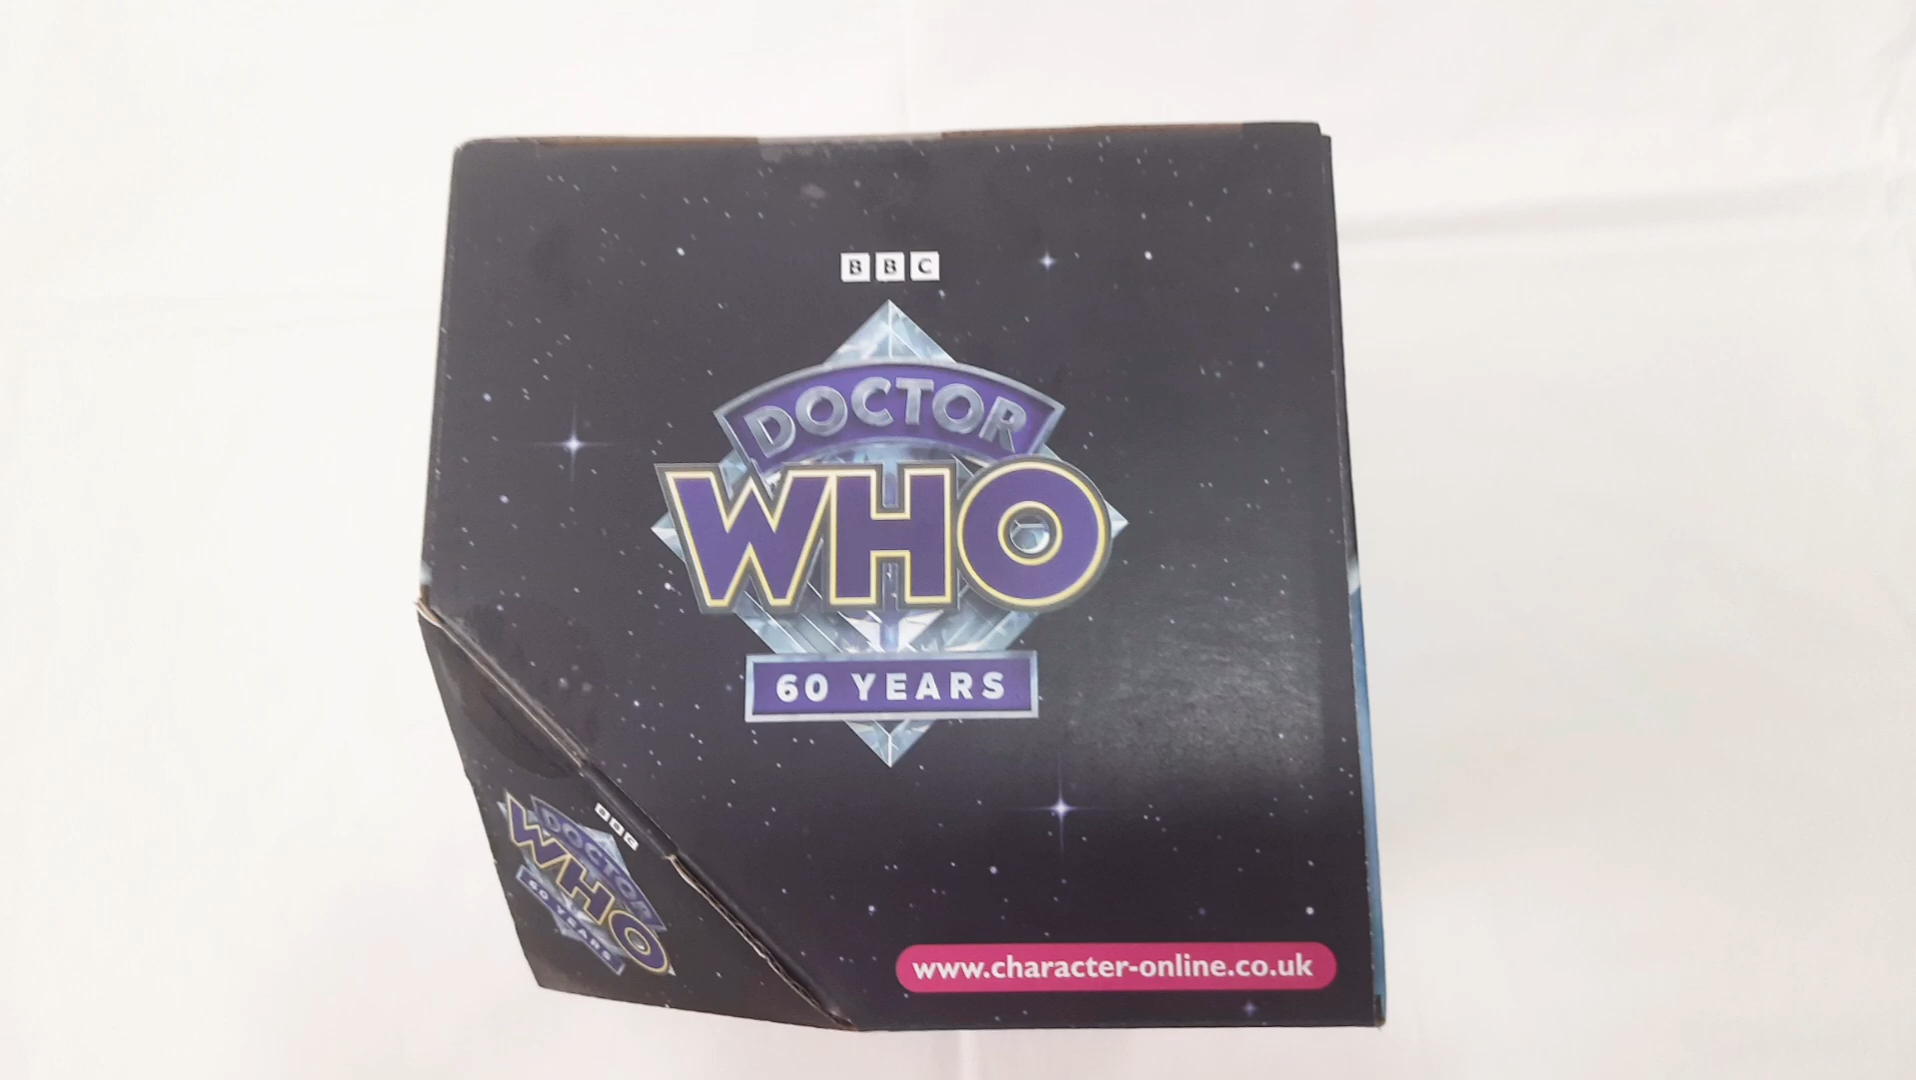 BBC
DOCTOR
WHO
60 YEARS
BBC
DOCTOR
WHO
60 YEARS
www.character-online.co.uk